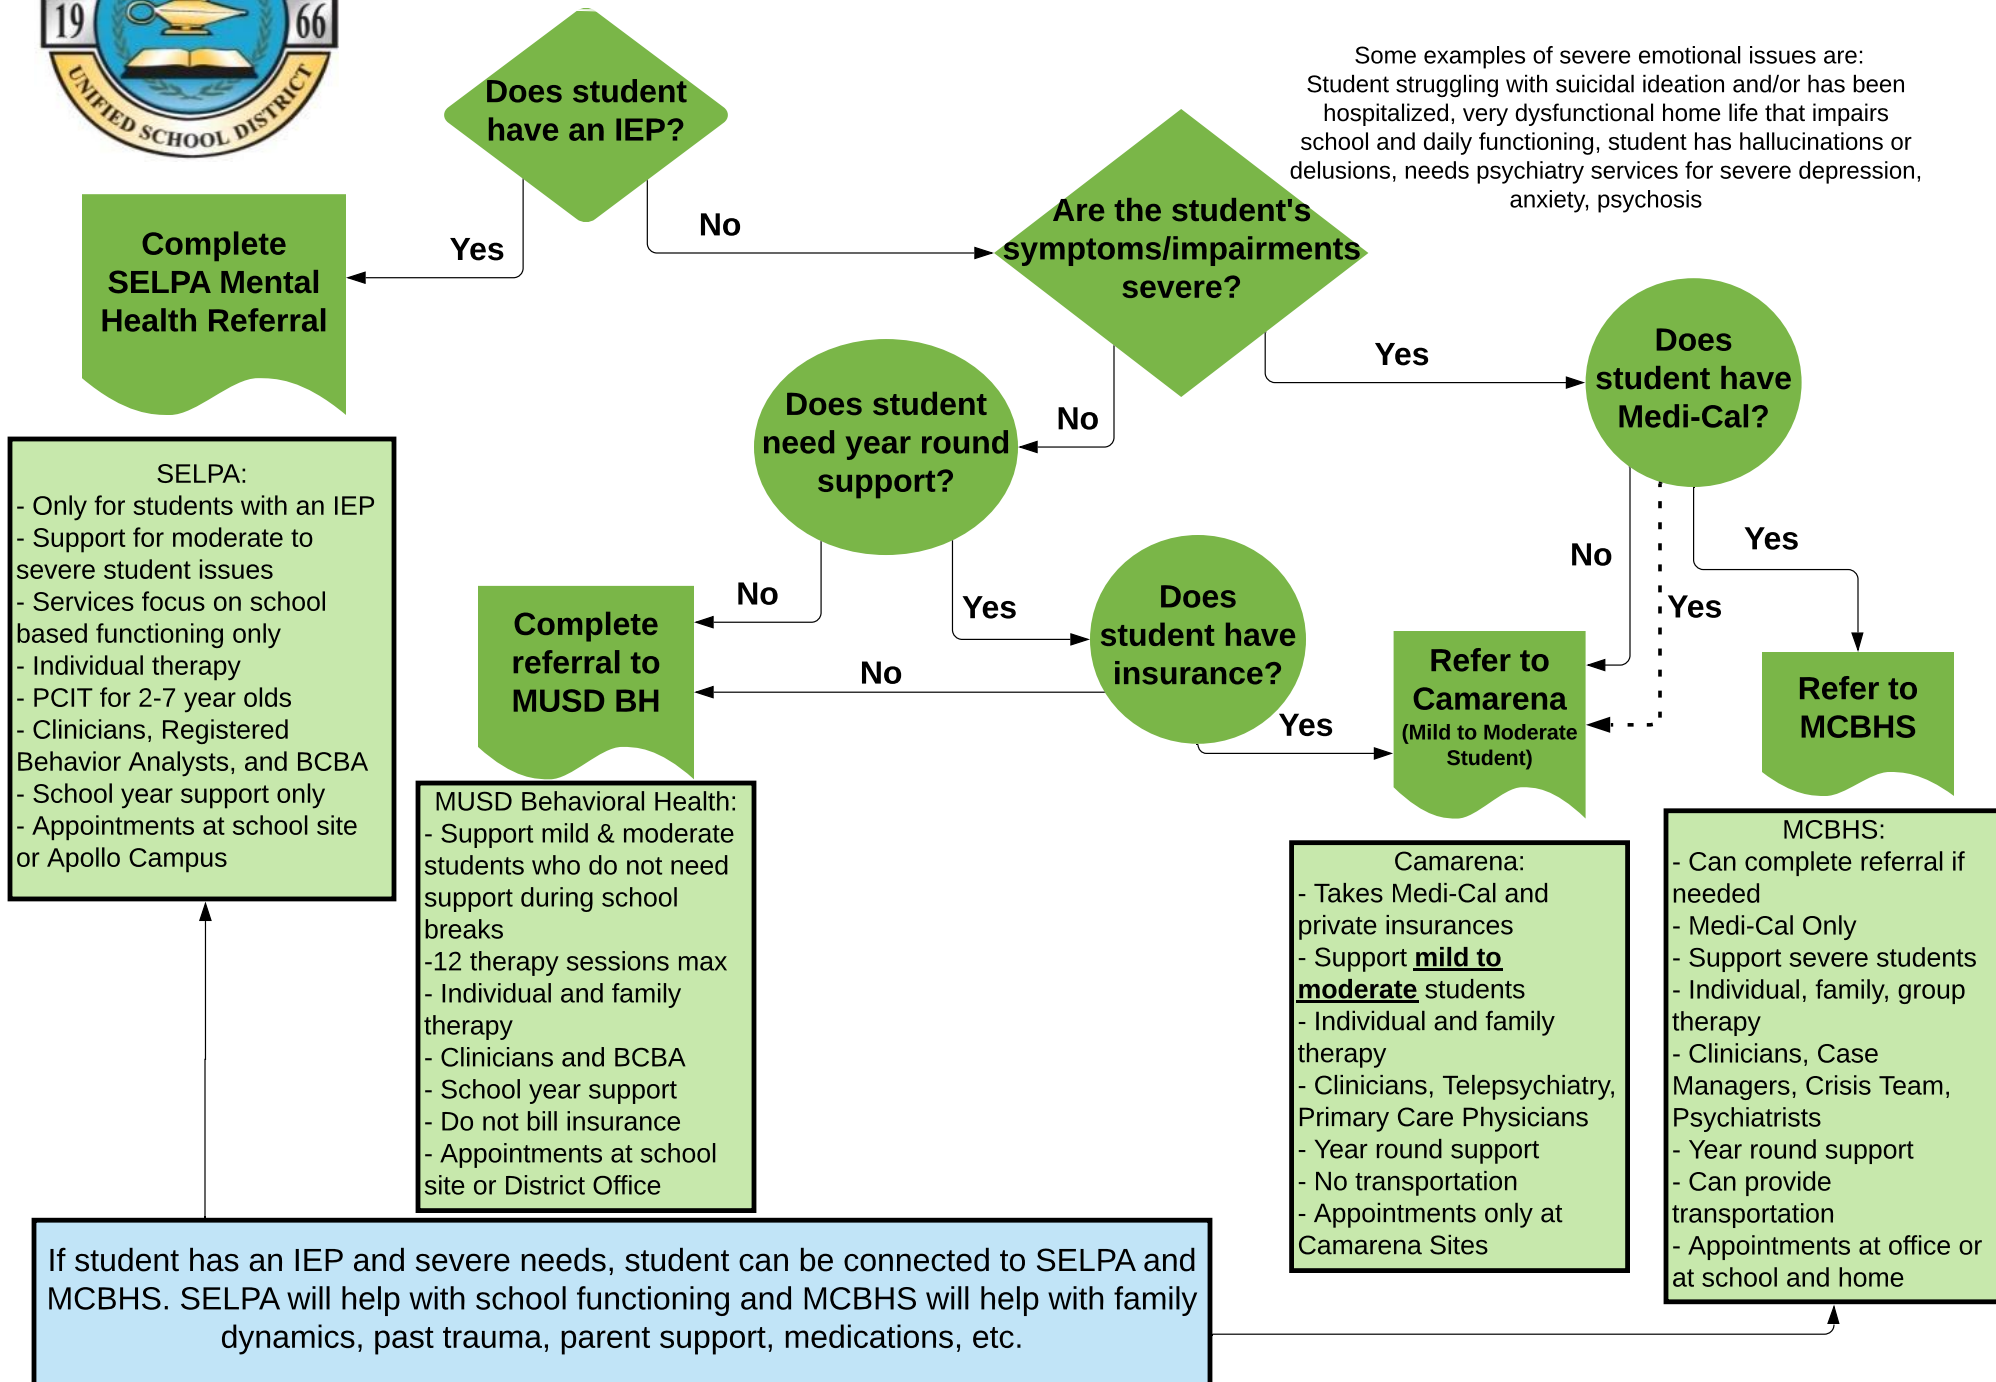 19
66
UNIFIED SCHOOL DISTRICT
Does student
have an IEP?
Some examples of severe emotional issues are:
Student struggling with suicidal ideation and/or has been
hospitalized, very dysfunctional home life that impairs
school and daily functioning, student has hallucinations or
delusions, needs psychiatry services for severe depression,
anxiety, psychosis
Yes
No
Complete
SELPA Mental
Health Referral
Are the student's
symptoms/impairments
severe?
No
Yes
Does student
need year round
support?
Does
student have
Medi-Cal?
No
Yes
Does
student have
insurance?
No
Yes
Yes
No
Yes
Complete
referral to
MUSD BH
Refer to
Camarena
(Mild to Moderate
Student)
Refer to
MCBHS
SELPA:
- Only for students with an IEP
- Support for moderate to
severe student issues
- Services focus on school
based functioning only
- Individual therapy
- PCIT for 2-7 year olds
- Clinicians, Registered
Behavior Analysts, and BCBA
- School year support only
- Appointments at school site
or Apollo Campus
MUSD Behavioral Health:
- Support mild & moderate
students who do not need
support during school
breaks
-12 therapy sessions max
- Individual and family
therapy
- Clinicians and BCBA
- School year support
- Do not bill insurance
- Appointments at school
site or District Office
Camarena:
- Takes Medi-Cal and
private insurances
- Support mild to
moderate students
- Individual and family
therapy
- Clinicians, Telepsychiatry,
Primary Care Physicians
- Year round support
- No transportation
- Appointments only at
Camarena Sites
MCBHS:
- Can complete referral if
needed
- Medi-Cal Only
- Support severe students
- Individual, family, group
therapy
- Clinicians, Case
Managers, Crisis Team,
Psychiatrists
- Year round support
- Can provide
transportation
- Appointments at office or
at school and home
If student has an IEP and severe needs, student can be connected to SELPA and
MCBHS. SELPA will help with school functioning and MCBHS will help with family
dynamics, past trauma, parent support, medications, etc.